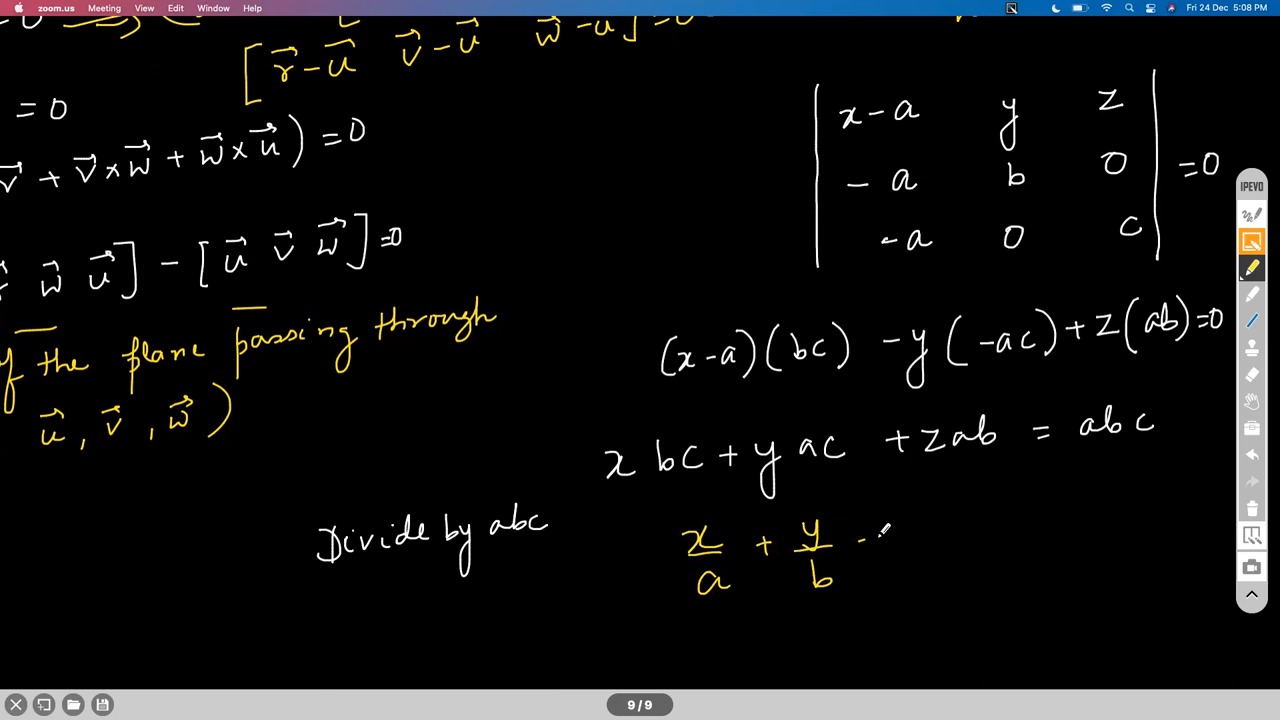 zoom.us Meeting View Edit Window Help Fri 24 Dec 5:08 PM
[r⃗ - u⃗ v⃗ - u⃗ w⃗ - u] = 0
= 0
v⃗ + v⃗ × w⃗ + w⃗ × u⃗) = 0
w⃗ u⃗] - [u⃗ v⃗ w⃗] = 0
of the plane passing through
u⃗, v⃗, w⃗)
| x - a y z |
| - a b 0 | = 0
| - a 0 c |
(x - a)(bc) - y(-ac) + z(ab) = 0
x bc + y ac + z ab = abc
Divide by abc
x/a + y/b -
IPEVO
9/9